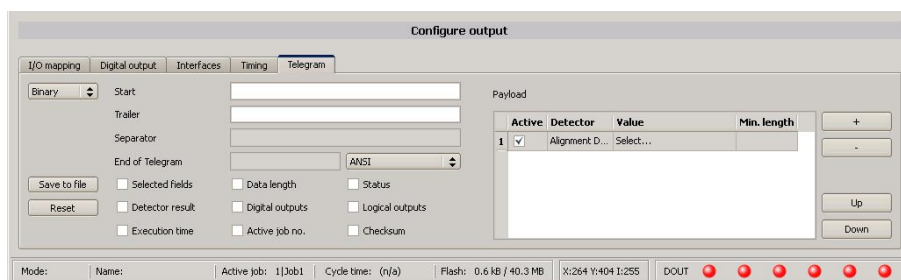 Configure output
I/O mapping Digital output Interfaces Timing Telegram
Binary Start
Payload
Trailer
Active Detector Value Min. length +
Separator
1 Alignment D... Select... -
End of Telegram ANSI
Save to file Selected fields Data length Status
Reset Detector result Digital outputs Logical outputs Up
Execution time Active job no. Checksum Down
Mode: Name: Active job: 1|Job1 Cycle time: (n/a) Flash: 0.6 kB / 40.3 MB X:264 Y:404 I:255 DOUT